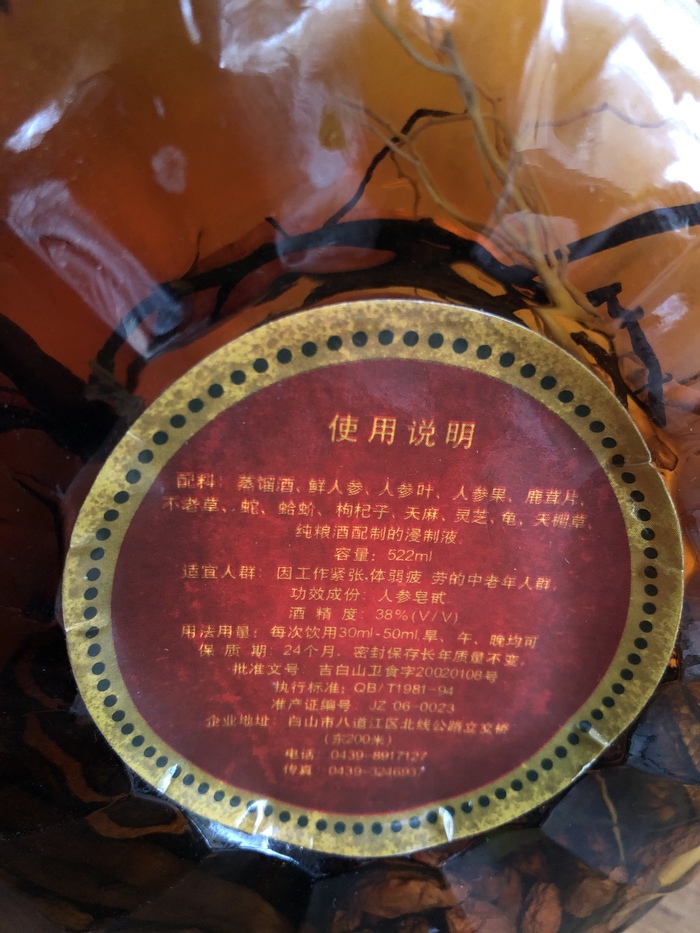 使用说明
配料：蒸馏酒、鲜人参、人参叶、人参果、鹿茸片、
不老草、蛇、蛤蚧、枸杞子、天麻、灵芝、龟、天棚草、
纯粮酒配制的浸制液。
容量：522ml
适宜人群：因工作紧张,体弱疲 劳的中老年人群。
功效成份：人参皂甙
酒 精 度：38%(V/V)
用法用量：每次饮用30ml-50ml.早、午、晚均可
保 质 期：24个月．密封保存长年质量不变。
批准文号：吉白山卫食字20020108号
执行标准：QB/T1981-94
准产证编号：JZ 06-0023
企业地址：白山市八道江区北线公路立交桥
（东200米）
电话：0439-8917127
传真：0439-3246937